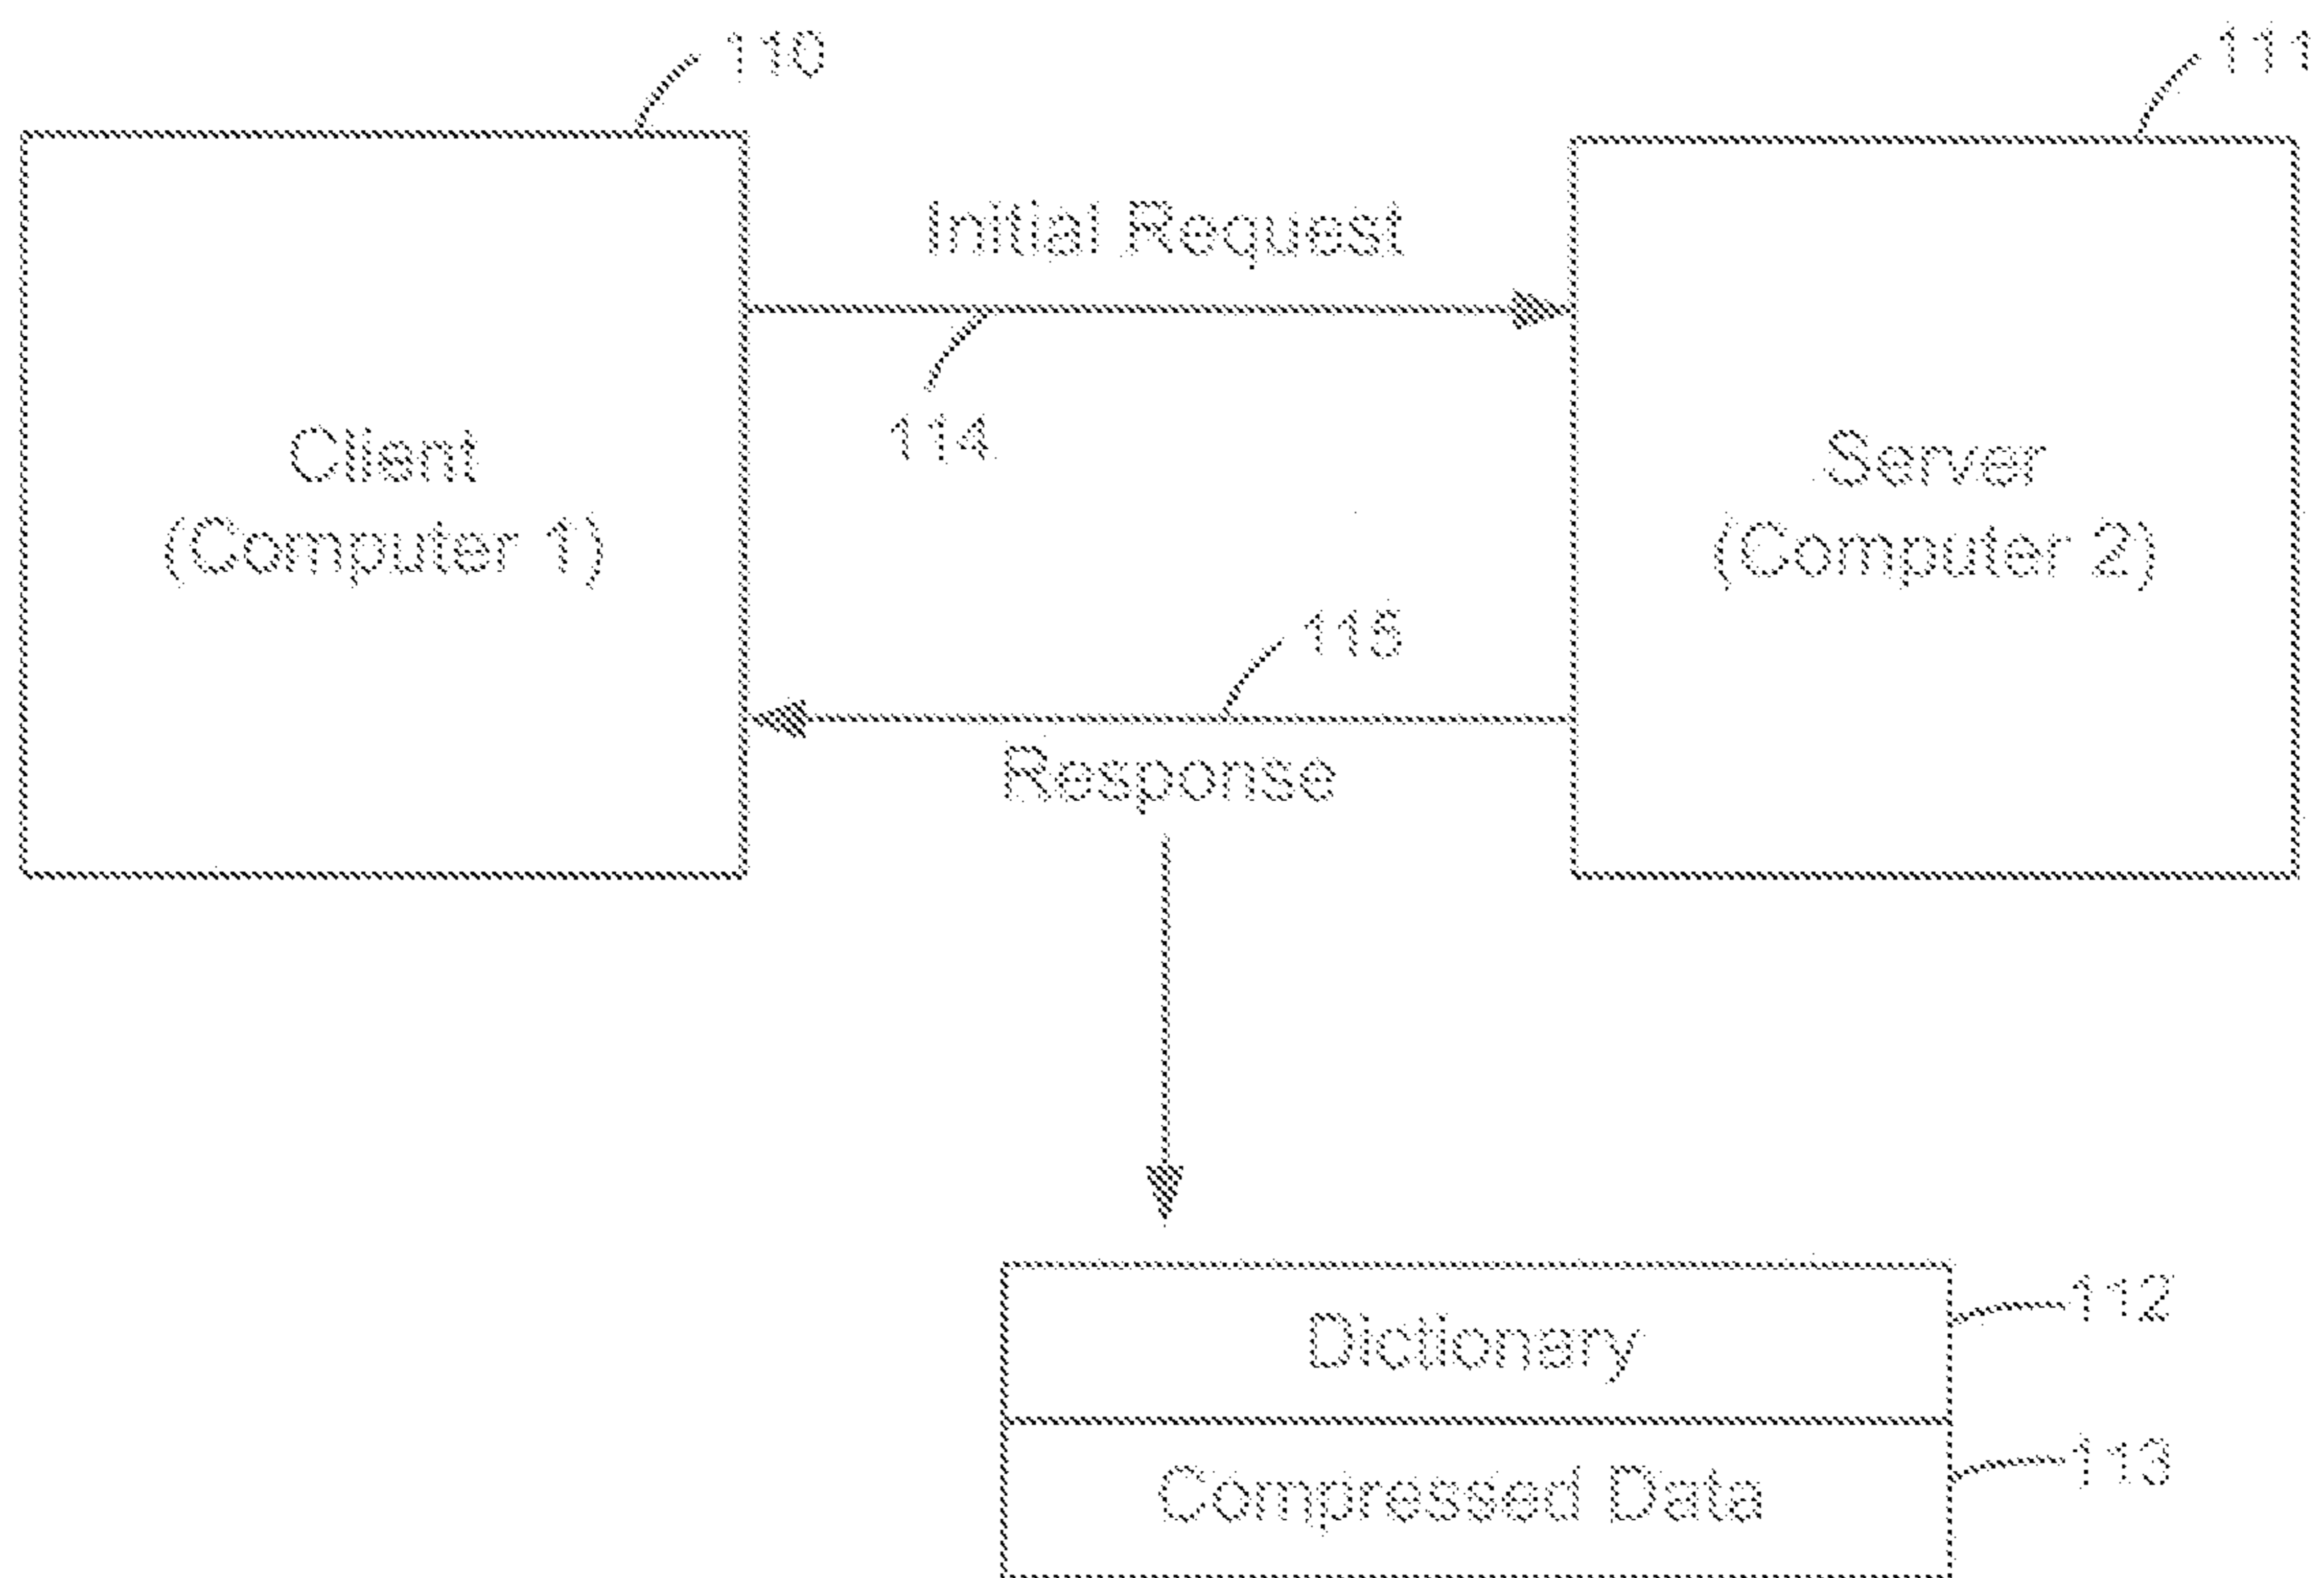 110
111
Initial Request
114
Client
(Computer 1)
Server
(Computer 2)
115
Response
Dictionary
112
Compressed Data
113